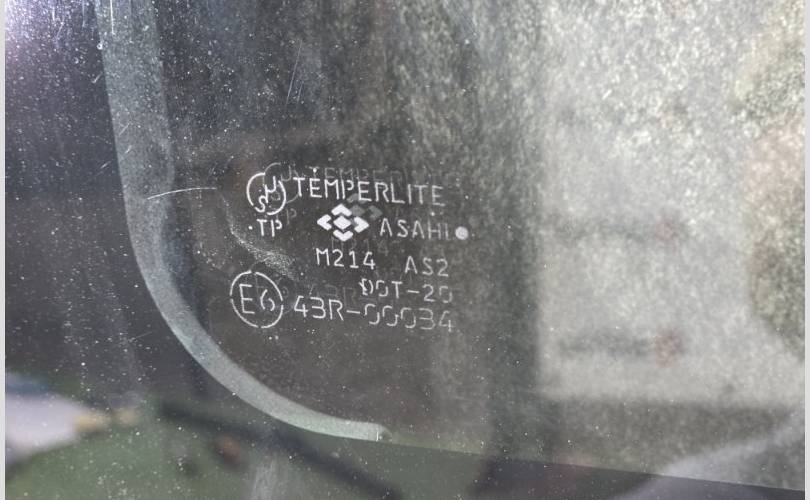 TEMPERLITE
TP ASAHI
M214 AS2
DOT-20
E6 43R-00034